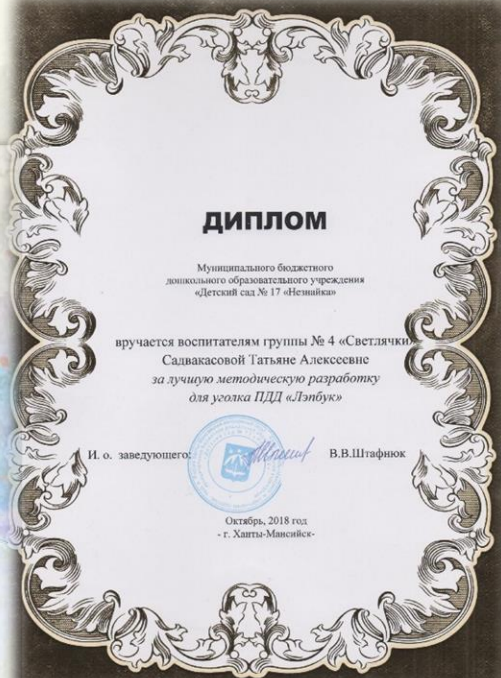 ДИПЛОМ
Муниципального бюджетного
дошкольного образовательного учреждения
«Детский сад № 17 «Незнайка»
вручается воспитателям группы № 4 «Светлячки»
Садвакасовой Татьяне Алексеевне
за лучшую методическую разработку
для уголка ПДД «Лэпбук»
И. о. заведующего: В.В.Штафнюк
Октябрь, 2018 год
- г. Ханты-Мансийск-